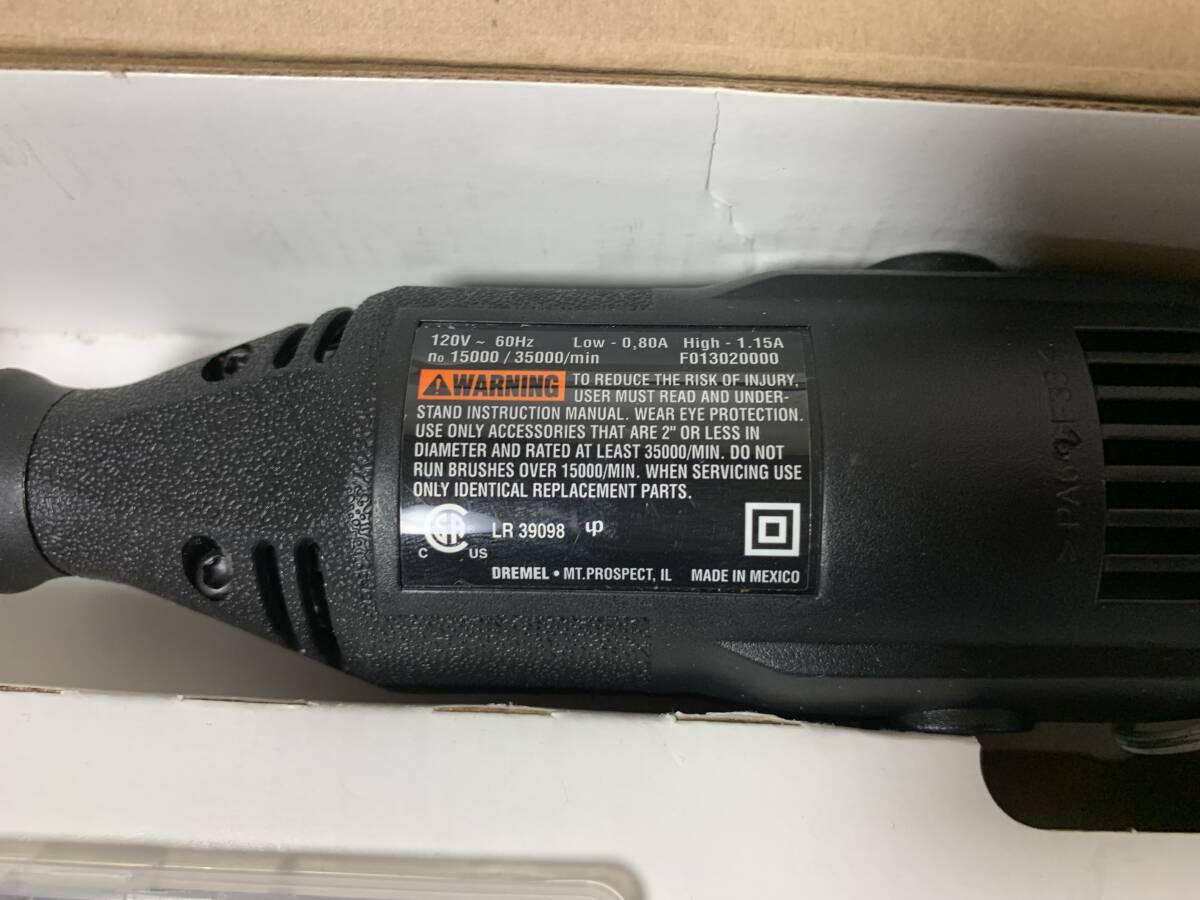 120V ~ 60Hz Low - 0,80A High - 1.15A
n₀ 15000 / 35000/min F013020000
WARNING TO REDUCE THE RISK OF INJURY,
USER MUST READ AND UNDER-
STAND INSTRUCTION MANUAL. WEAR EYE PROTECTION.
USE ONLY ACCESSORIES THAT ARE 2" OR LESS IN
DIAMETER AND RATED AT LEAST 35000/MIN. DO NOT
RUN BRUSHES OVER 15000/MIN. WHEN SERVICING USE
ONLY IDENTICAL REPLACEMENT PARTS.
C US LR 39098
DREMEL • MT.PROSPECT, IL MADE IN MEXICO